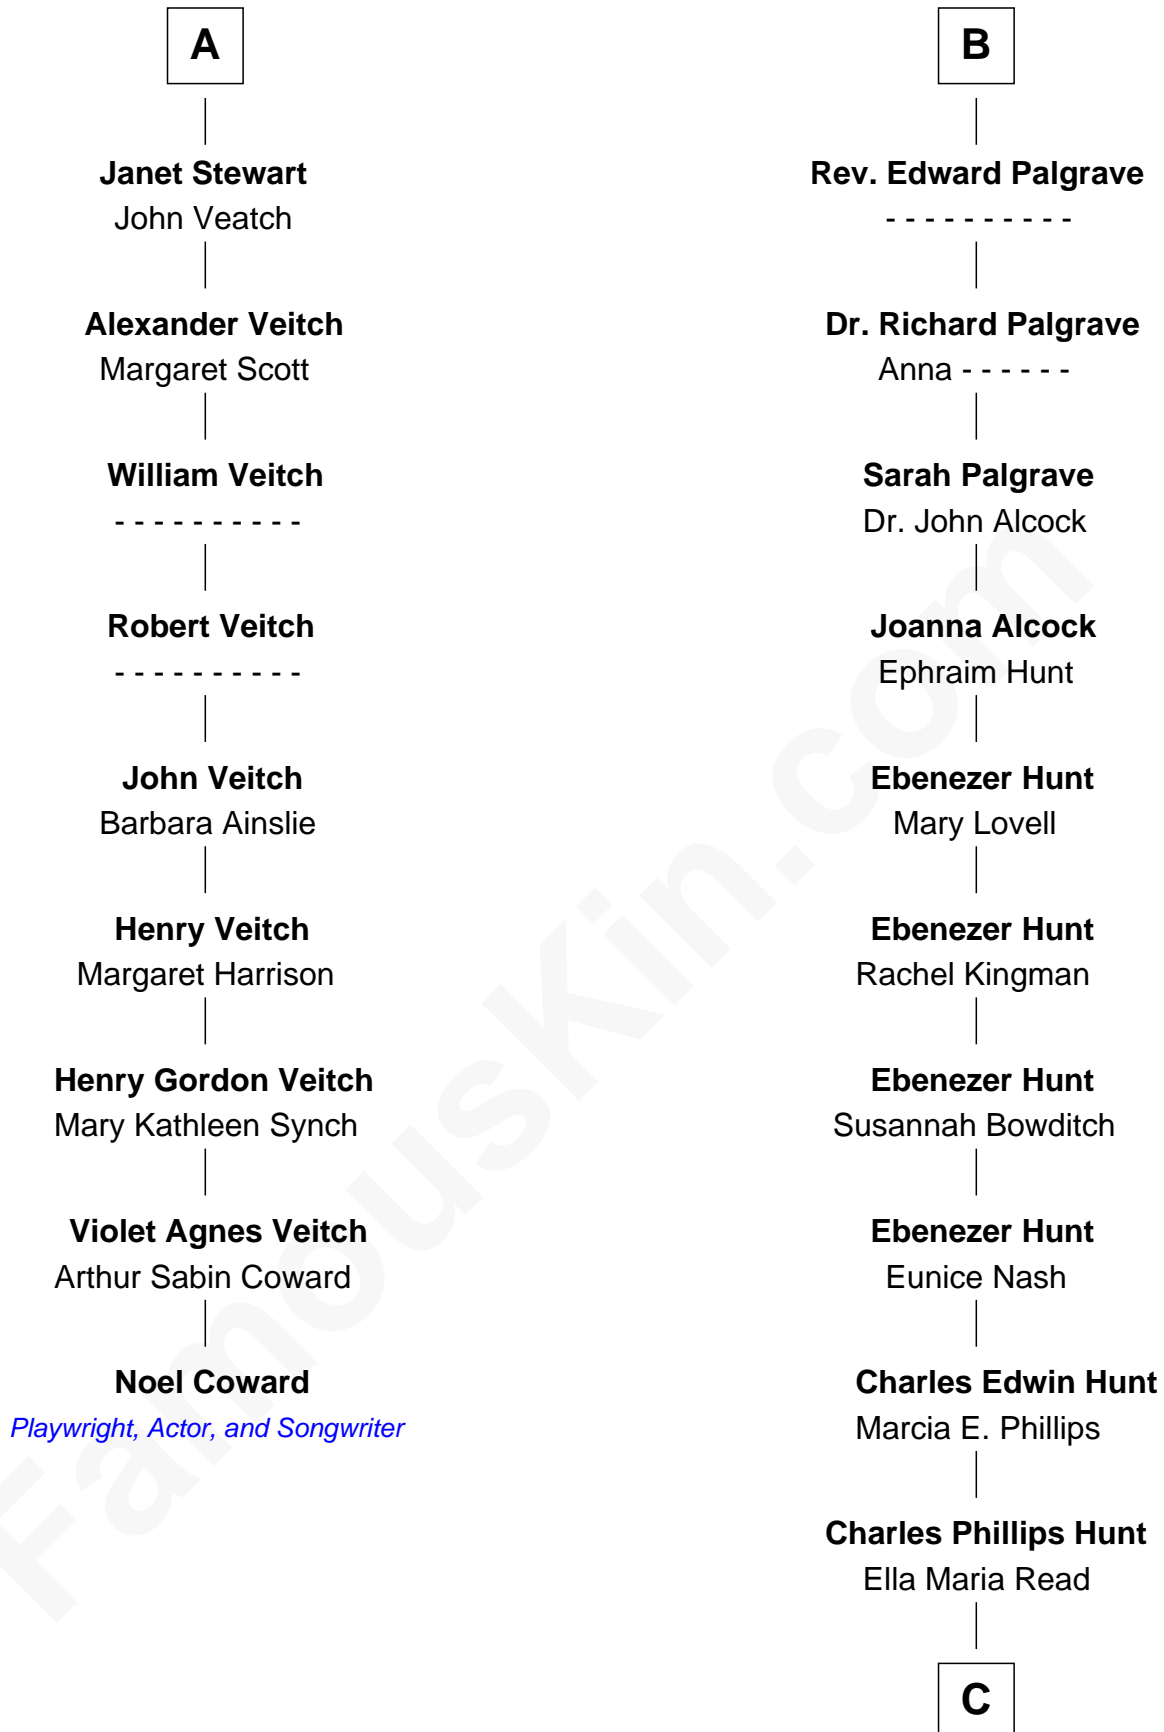 A
Janet Stewart
John Veatch
Alexander Veitch
Margaret Scott
William Veitch
- - - - - - - - - -
Robert Veitch
- - - - - - - - - -
John Veitch
Barbara Ainslie
Henry Veitch
Margaret Harrison
Henry Gordon Veitch
Mary Kathleen Synch
Violet Agnes Veitch
Arthur Sabin Coward
Noel Coward
Playwright, Actor, and Songwriter
B
Rev. Edward Palgrave
- - - - - - - - - -
Dr. Richard Palgrave
Anna - - - - - -
Sarah Palgrave
Dr. John Alcock
Joanna Alcock
Ephraim Hunt
Ebenezer Hunt
Mary Lovell
Ebenezer Hunt
Rachel Kingman
Ebenezer Hunt
Susannah Bowditch
Ebenezer Hunt
Eunice Nash
Charles Edwin Hunt
Marcia E. Phillips
Charles Phillips Hunt
Ella Maria Read
C
FamousKin.com